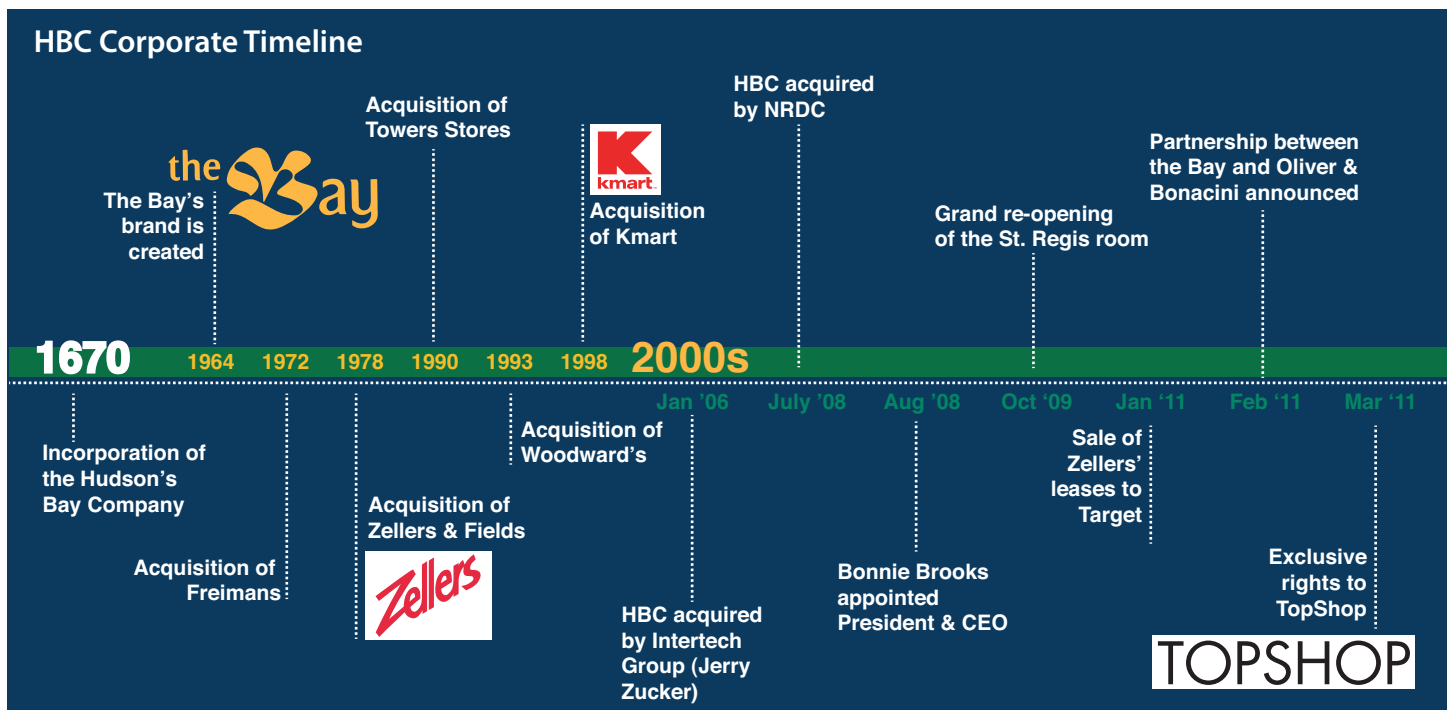 HBC Corporate Timeline
the Bay
The Bay’s
brand is
created
Acquisition of
Towers Stores
K
kmart
Acquisition
of Kmart
HBC acquired
by NRDC
Grand re-opening
of the St. Regis room
Partnership between
the Bay and Oliver &
Bonacini announced
1670 1964 1972 1978 1990 1993 1998 2000s
Jan ’06 July ’08 Aug ’08 Oct ‘09 Jan ‘11 Feb ‘11 Mar ‘11
Incorporation of
the Hudson’s
Bay Company
Acquisition of
Freimans
Acquisition of
Zellers & Fields
Zellers
Acquisition of
Woodward’s
HBC acquired
by Intertech
Group (Jerry
Zucker)
Bonnie Brooks
appointed
President & CEO
Sale of
Zellers’
leases to
Target
Exclusive
rights to
TopShop
TOPSHOP